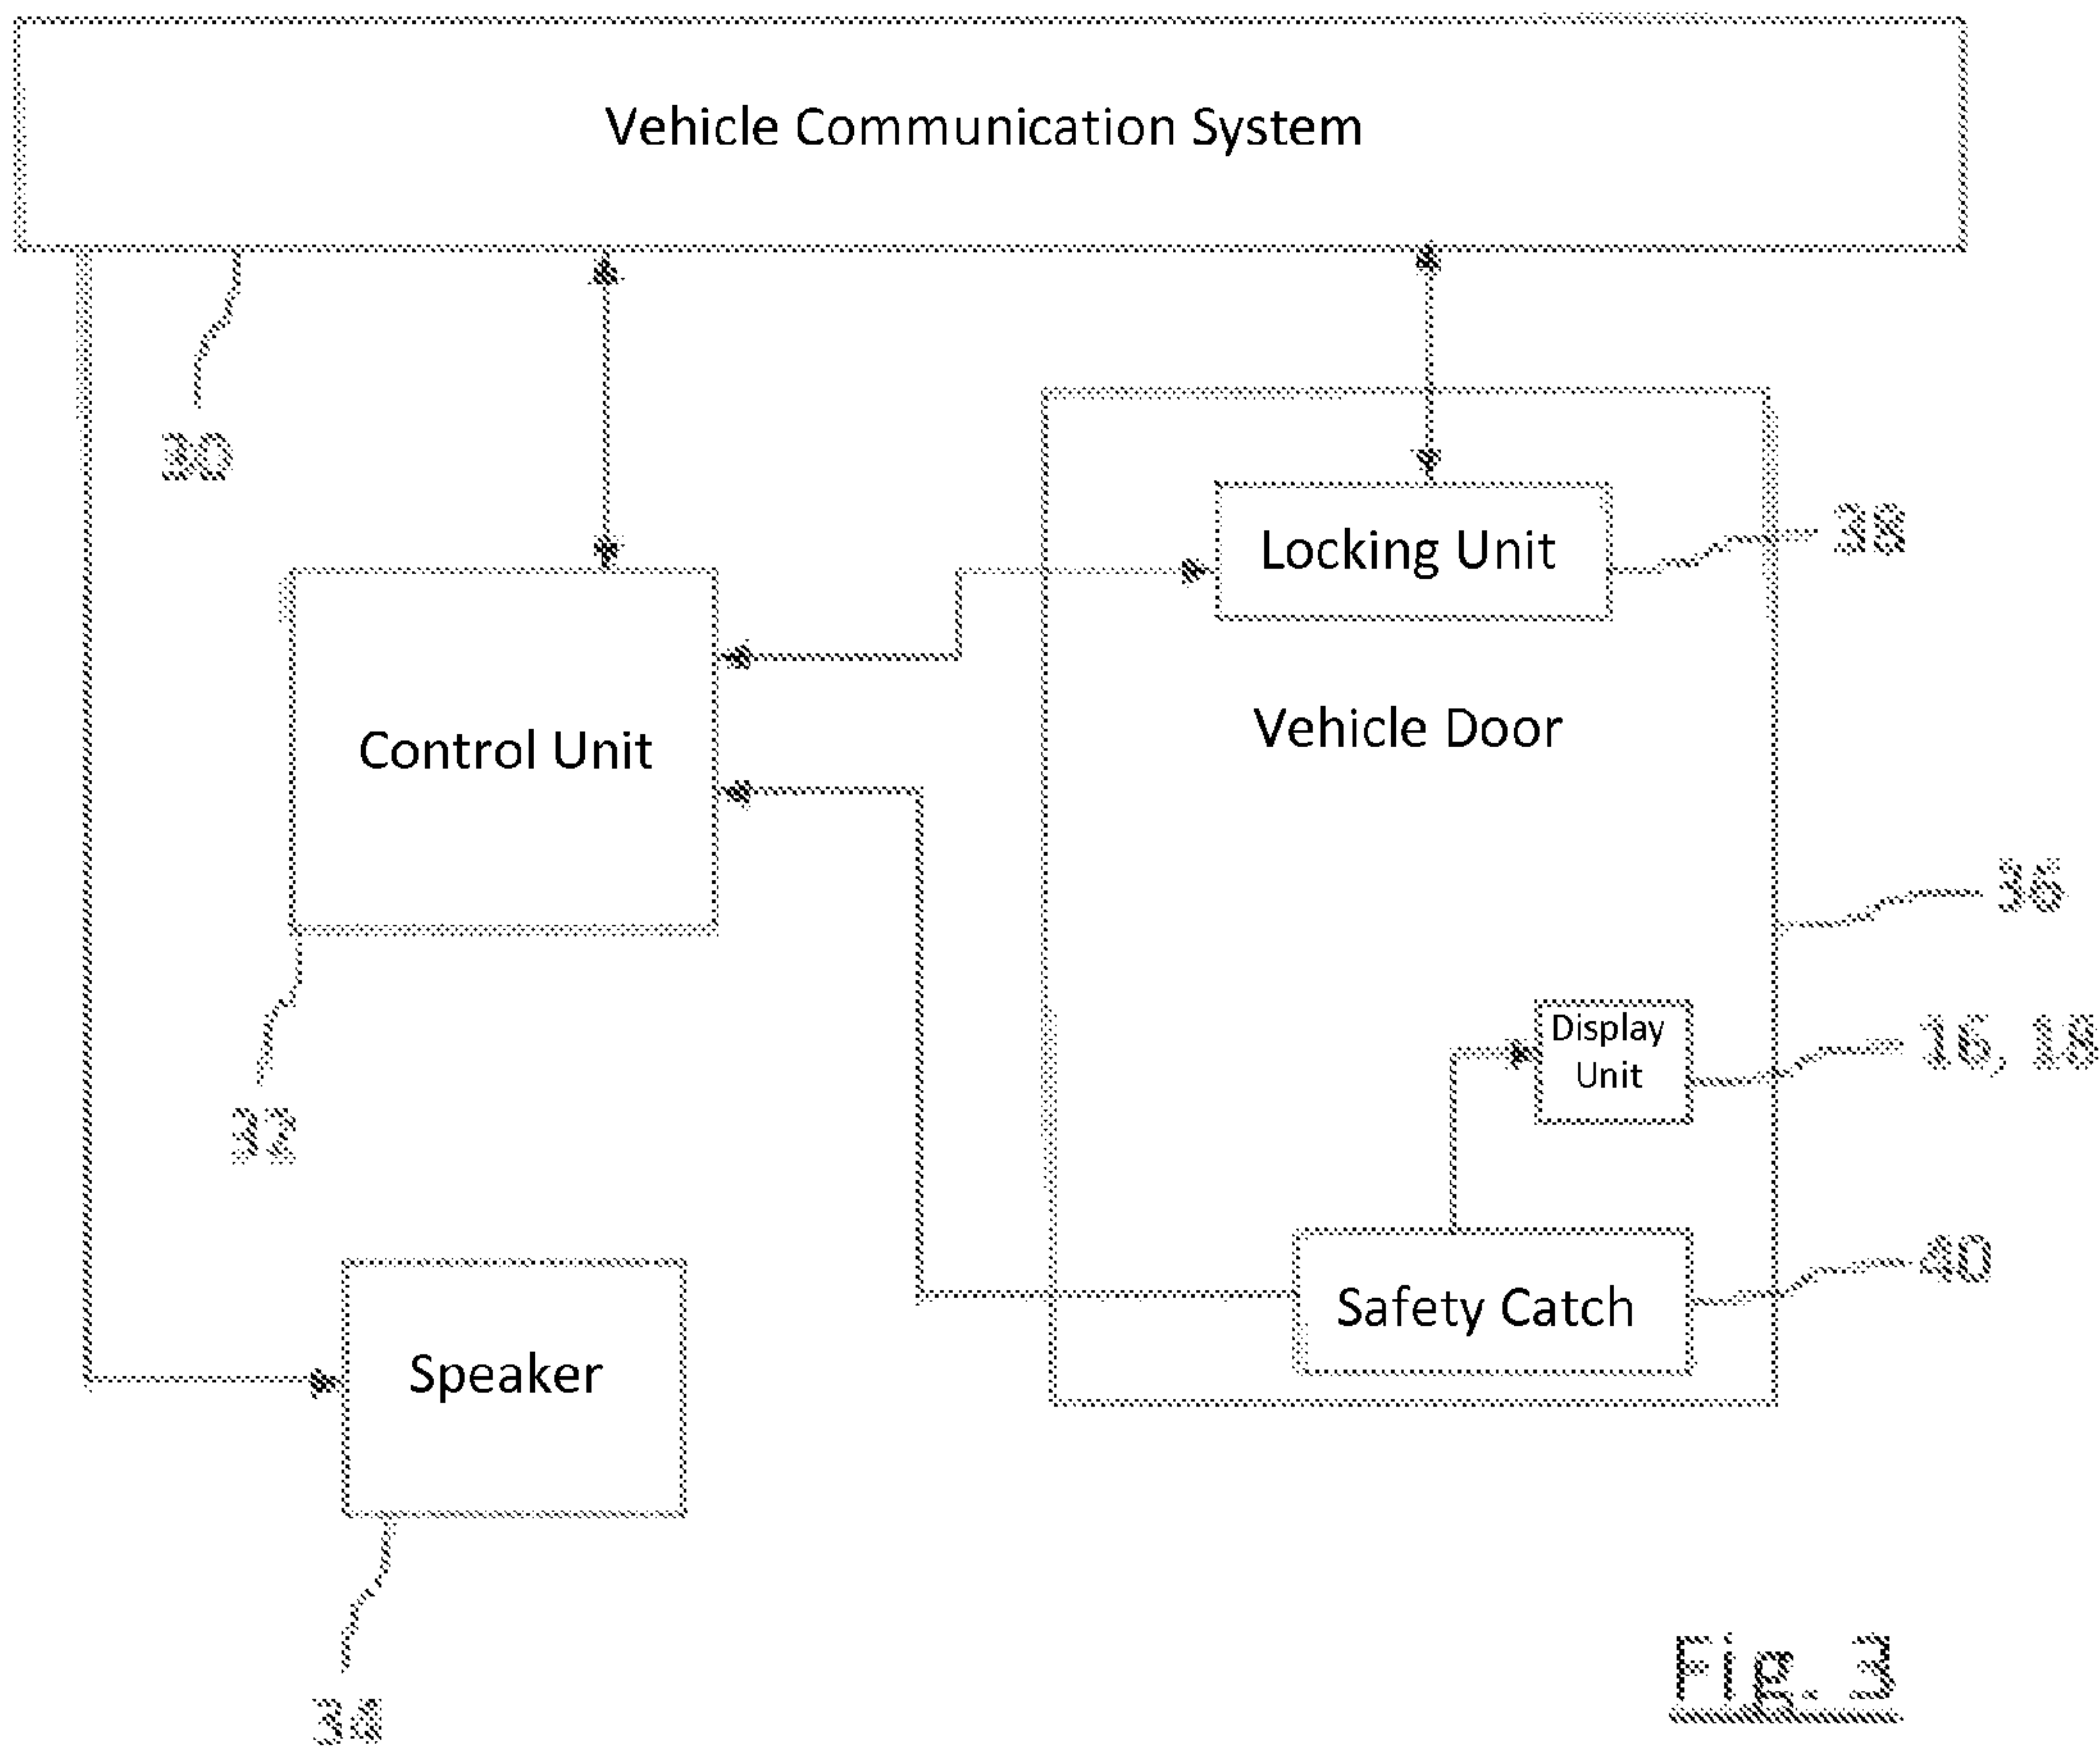 Vehicle Communication System
30
Locking Unit
38
Control Unit
Vehicle Door
36
Display
Unit
16, 18
32
Safety Catch
40
Speaker
34
Fig. 3